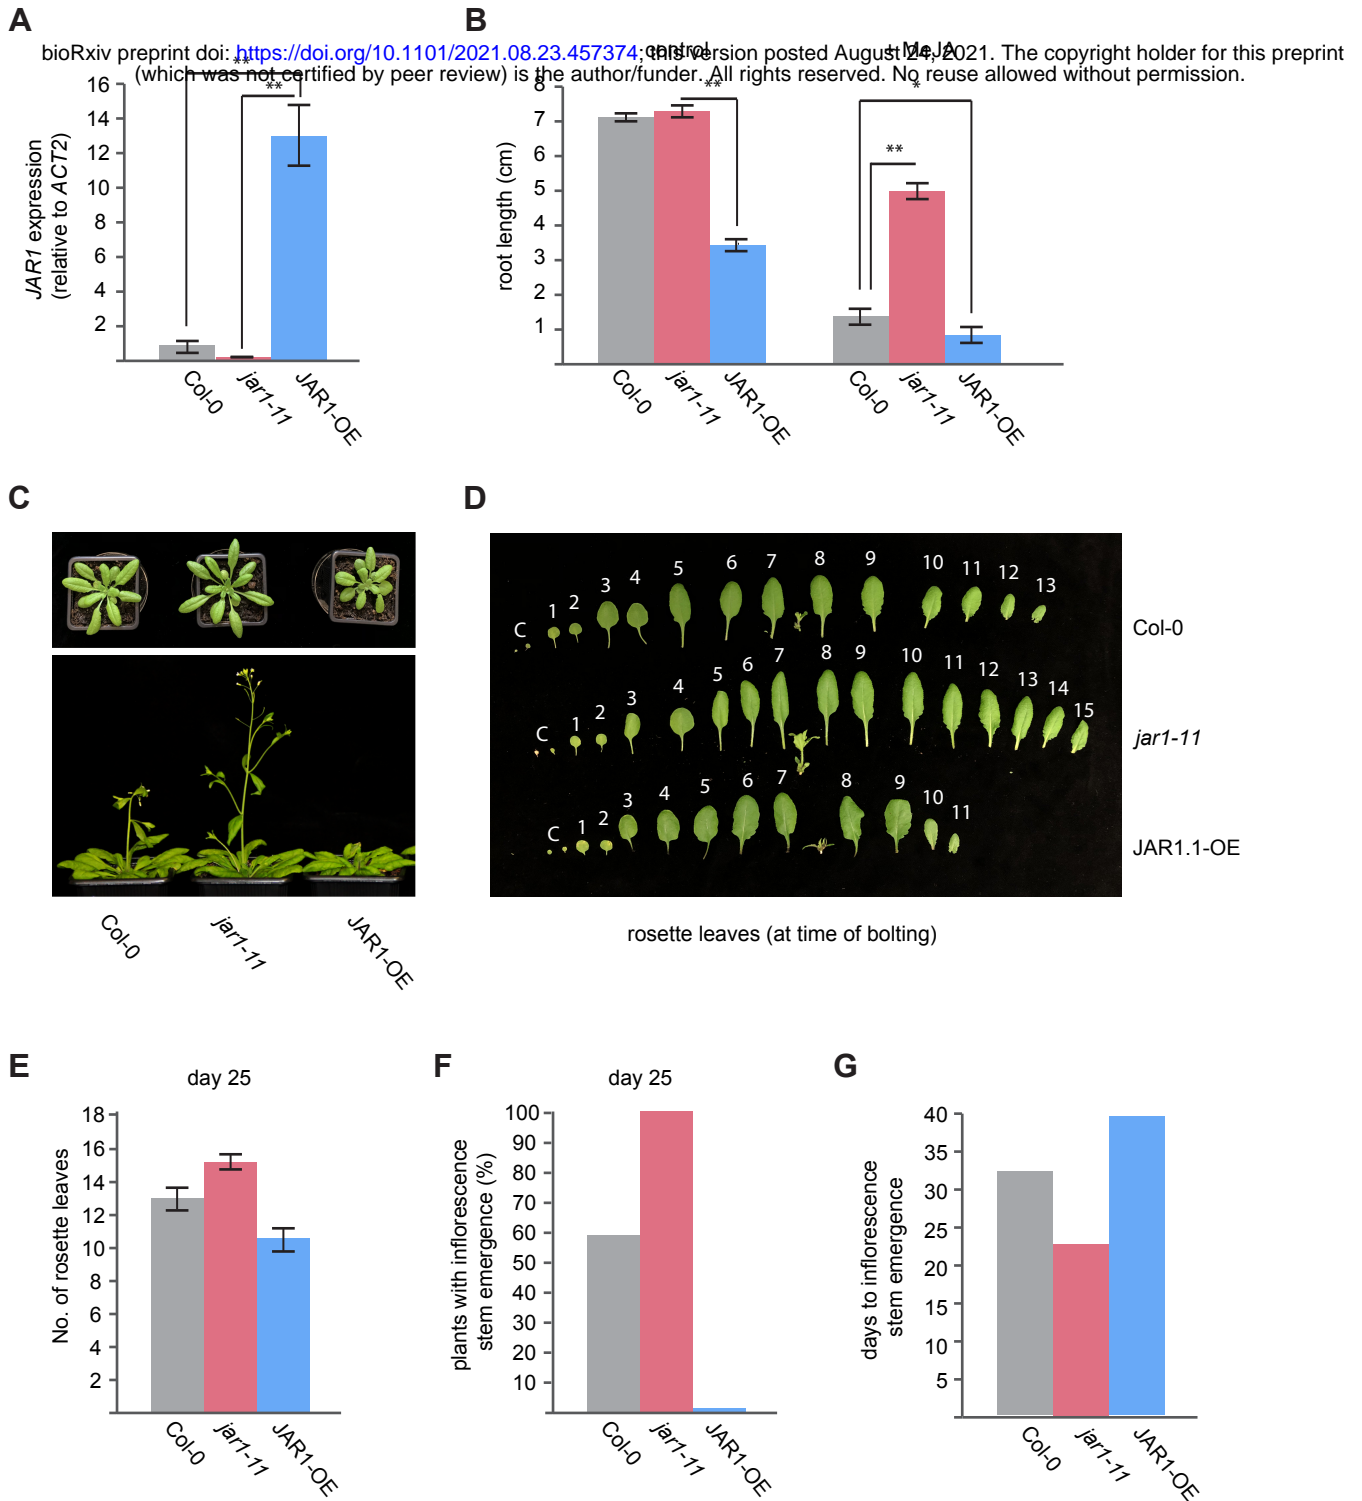 A
B
bioRxiv preprint doi: https://doi.org/10.1101/2021.08.23.457374; this version posted August 24, 2021. The copyright holder for this preprint
(which was not certified by peer review) is the author/funder. All rights reserved. No reuse allowed without permission.
control
+ MeJA
**
**
16
14
12
10
8
6
4
2
JAR1 expression
(relative to ACT2)
Col-0
jar1-11
JAR1-OE
**
*
**
8
7
6
5
4
3
2
1
root length (cm)
Col-0
jar1-11
JAR1-OE
Col-0
jar1-11
JAR1-OE
C
Col-0
jar1-11
JAR1-OE
D
C 1 2 3 4 5 6 7 8 9 10 11 12 13
Col-0
C 1 2 3 4 5 6 7 8 9 10 11 12 13 14 15
jar1-11
C 1 2 3 4 5 6 7 8 9 10 11
JAR1.1-OE
rosette leaves (at time of bolting)
E
day 25
18
16
14
12
10
8
6
4
2
No. of rosette leaves
Col-0
jar1-11
JAR1-OE
F
day 25
100
90
80
70
60
50
40
30
20
10
plants with inflorescence
stem emergence (%)
Col-0
jar1-11
JAR1-OE
G
40
35
30
25
20
15
10
5
days to inflorescence
stem emergence
Col-0
jar1-11
JAR1-OE